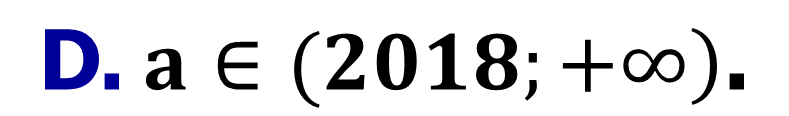 D. a ∈ (2018; +∞).